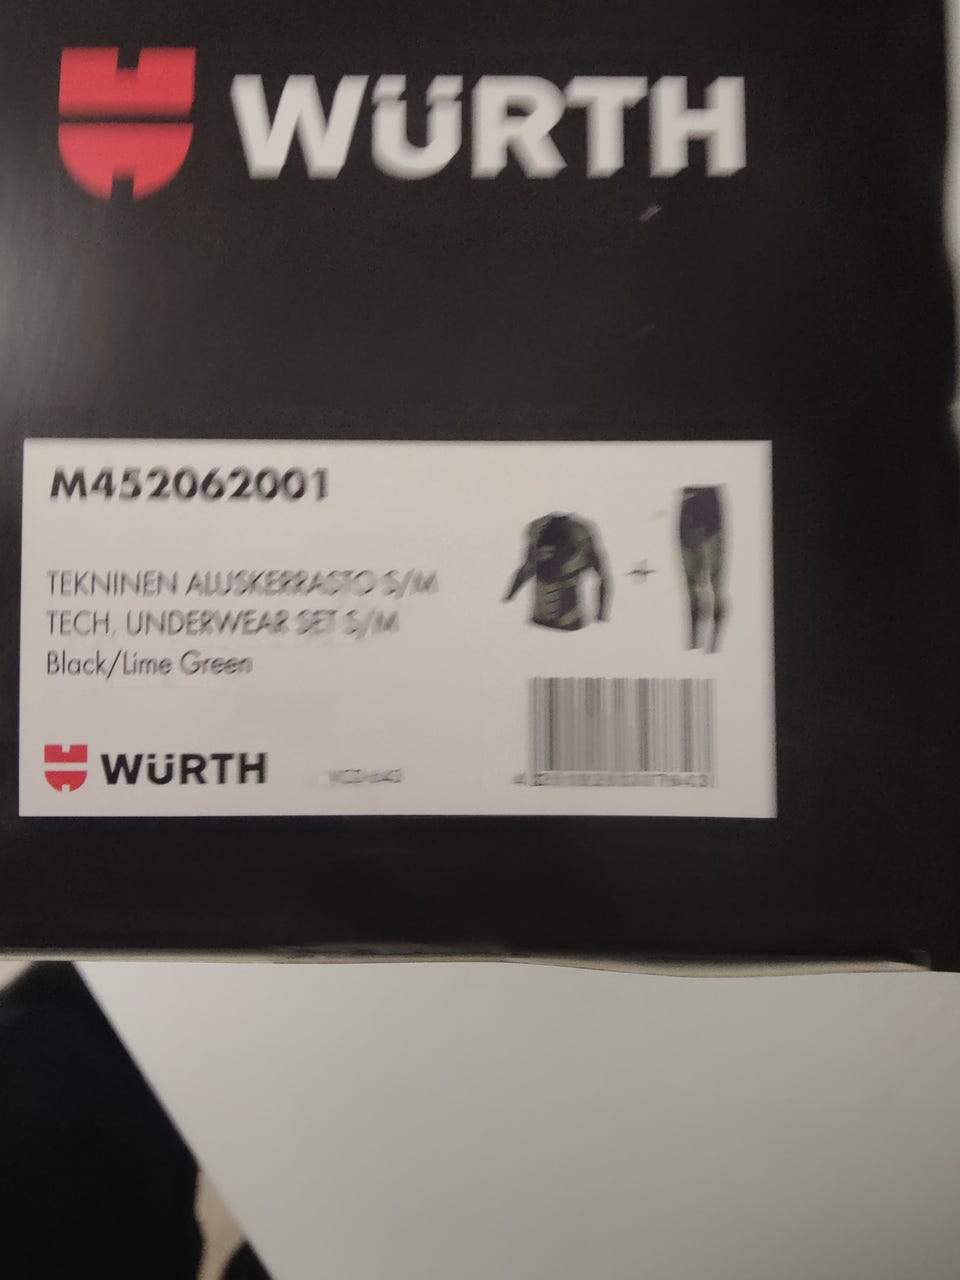 WÜRTH
M452062001
TEKNINEN ALUSKERRASTO S/M
TECH. UNDERWEAR SET S/M
Black/Lime Green
WÜRTH